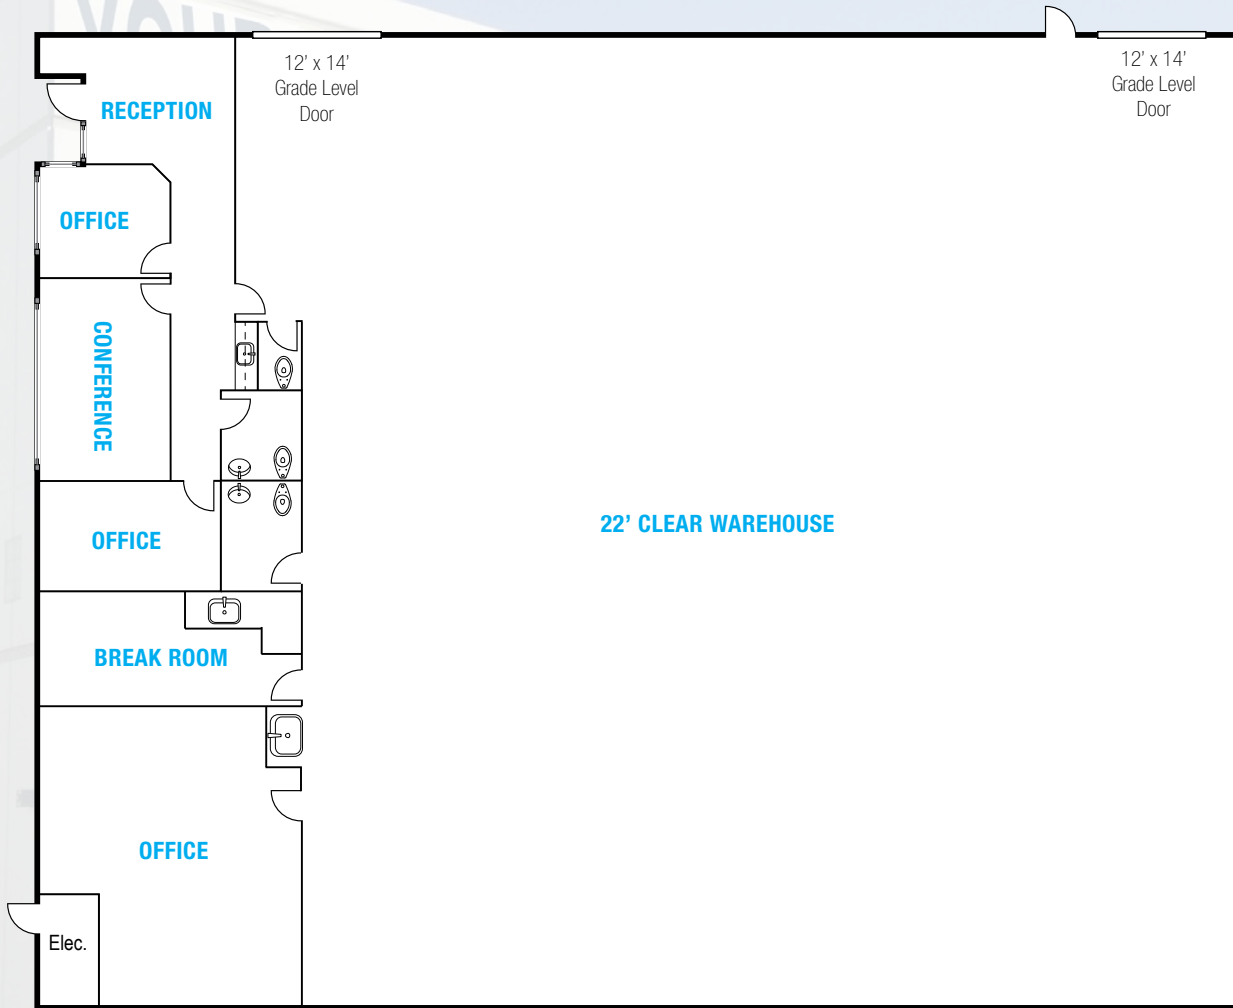 12’ x 14’
Grade Level
Door
12’ x 14’
Grade Level
Door
RECEPTION
OFFICE
CONFERENCE
OFFICE
22’ CLEAR WAREHOUSE
BREAK ROOM
OFFICE
Elec.